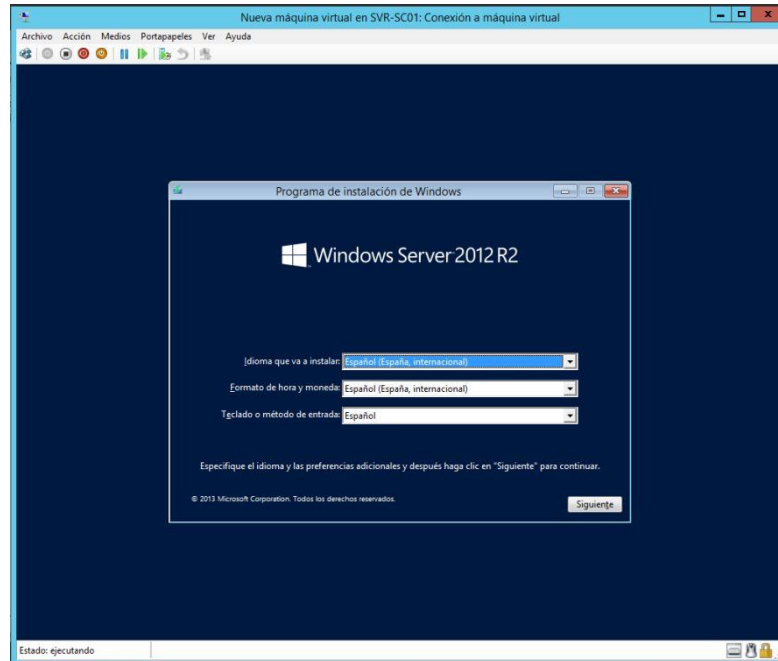 Nueva máquina virtual en SVR-SC01: Conexión a máquina virtual
Archivo Acción Medios Portapapeles Ver Ayuda
Programa de instalación de Windows
Windows Server 2012 R2
Idioma que va a instalar: Español (España, internacional)
Formato de hora y moneda: Español (España, internacional)
Teclado o método de entrada: Español
Especifique el idioma y las preferencias adicionales y después haga clic en "Siguiente" para continuar.
© 2013 Microsoft Corporation. Todos los derechos reservados.
Siguiente
Estado: ejecutando